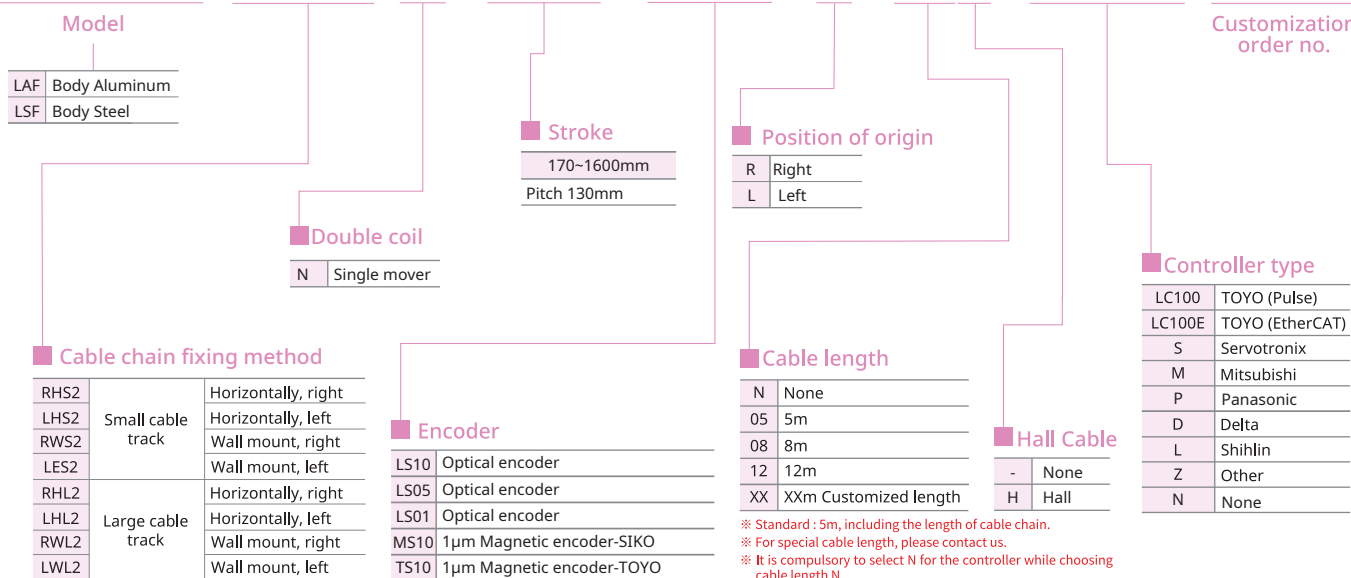 Model
Customization
order no.
LAF Body Aluminum
LSF Body Steel
Stroke
170~1600mm
Pitch 130mm
Position of origin
R Right
L Left
Double coil
N Single mover
Controller type
LC100 TOYO (Pulse)
LC100E TOYO (EtherCAT)
S Servotronix
M Mitsubishi
P Panasonic
D Delta
L Shihlin
Z Other
N None
Cable chain fixing method
RHS2 Small cable track Horizontally, right
LHS2 Horizontally, left
RWS2 Wall mount, right
LES2 Wall mount, left
RHL2 Large cable track Horizontally, right
LHL2 Horizontally, left
RWL2 Wall mount, right
LWL2 Wall mount, left
Encoder
LS10 Optical encoder
LS05 Optical encoder
LS01 Optical encoder
MS10 1μm Magnetic encoder-SIKO
TS10 1μm Magnetic encoder-TOYO
Cable length
N None
05 5m
08 8m
12 12m
XX XXm Customized length
※ Standard : 5m, including the length of cable chain.
※ For special cable length, please contact us.
※ It is compulsory to select N for the controller while choosing
cable length N
Hall Cable
- None
H Hall